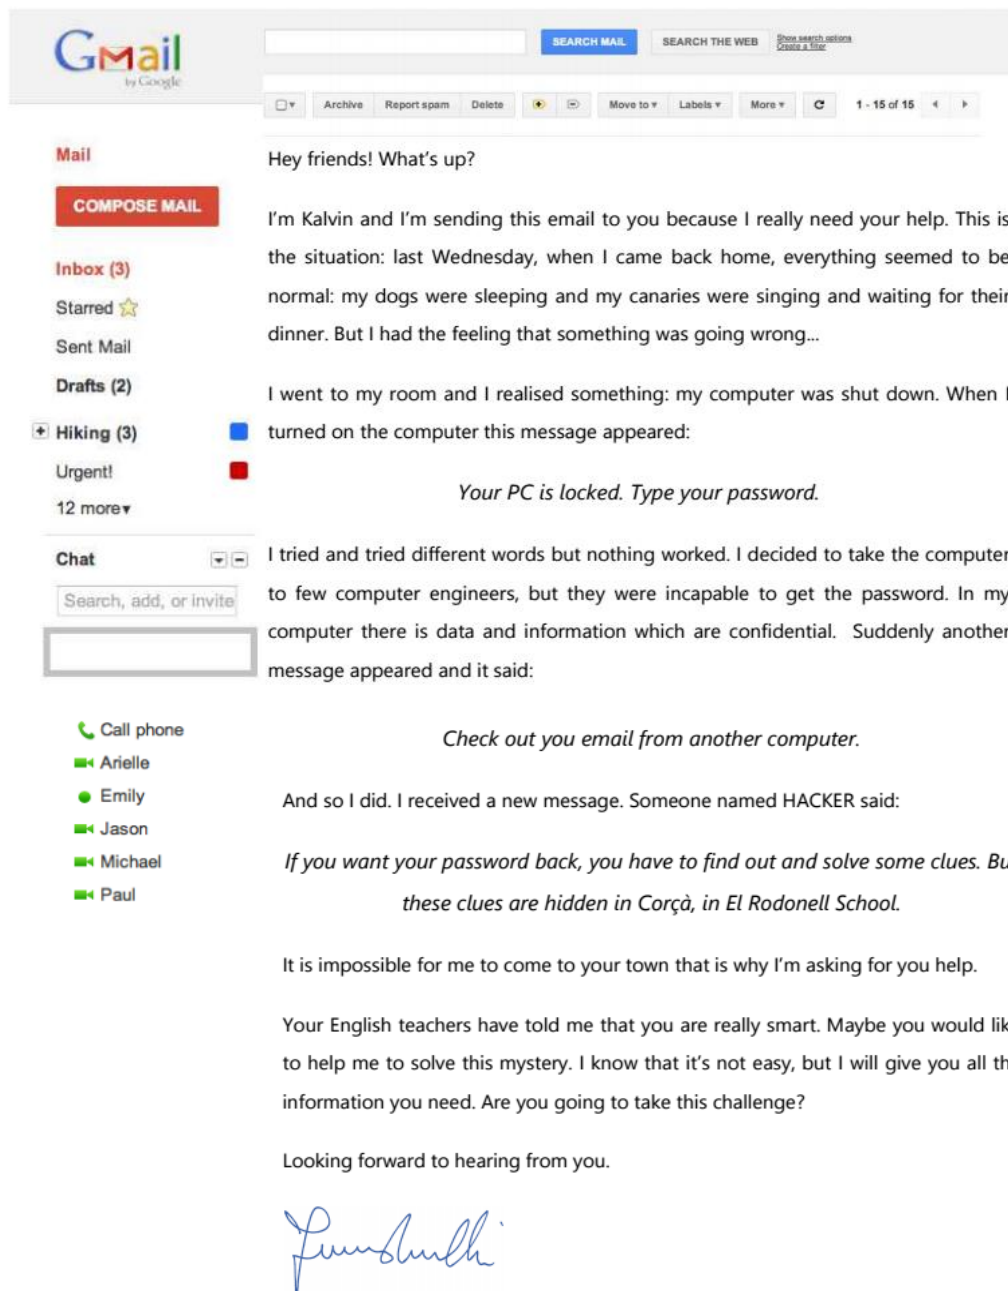 Gmail
by Google
SEARCH MAIL SEARCH THE WEB Show search options
Create a filter
Archive Report spam Delete Move to Labels More 1 - 15 of 15
Mail
COMPOSE MAIL
Inbox (3)
Starred
Sent Mail
Drafts (2)
Hiking (3)
Urgent!
12 more
Chat
Search, add, or invite
Call phone
Arielle
Emily
Jason
Michael
Paul
Hey friends! What's up?
I'm Kalvin and I'm sending this email to you because I really need your help. This is
the situation: last Wednesday, when I came back home, everything seemed to be
normal: my dogs were sleeping and my canaries were singing and waiting for their
dinner. But I had the feeling that something was going wrong...
I went to my room and I realised something: my computer was shut down. When I
turned on the computer this message appeared:
Your PC is locked. Type your password.
I tried and tried different words but nothing worked. I decided to take the computer
to few computer engineers, but they were incapable to get the password. In my
computer there is data and information which are confidential. Suddenly another
message appeared and it said:
Check out you email from another computer.
And so I did. I received a new message. Someone named HACKER said:
If you want your password back, you have to find out and solve some clues. Bu
these clues are hidden in Corçà, in El Rodonell School.
It is impossible for me to come to your town that is why I'm asking for you help.
Your English teachers have told me that you are really smart. Maybe you would lik
to help me to solve this mystery. I know that it's not easy, but I will give you all th
information you need. Are you going to take this challenge?
Looking forward to hearing from you.